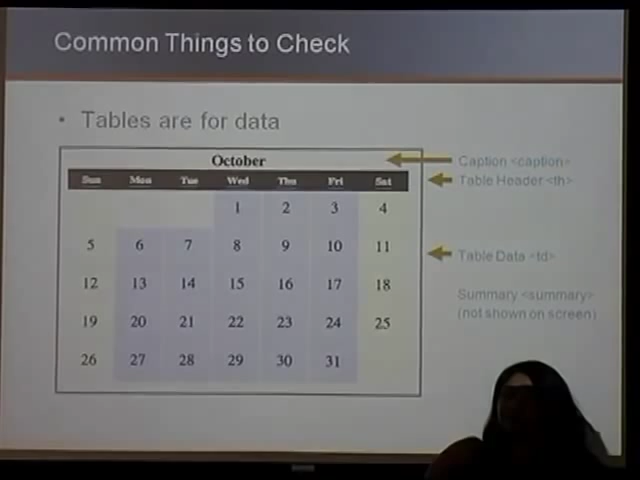 Common Things to Check
• Tables are for data
October
Caption <caption>
Sun Mon Tue Wed Thu Fri Sat
Table Header <th>
1 2 3 4
5 6 7 8 9 10 11
Table Data <td>
12 13 14 15 16 17 18
Summary <summary>
(not shown on screen)
19 20 21 22 23 24 25
26 27 28 29 30 31